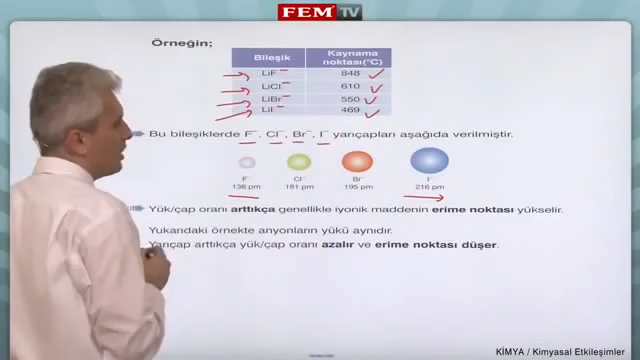 FEM TV
Örneğin;
Bileşik Kaynama noktası(°C)
LiF 848
LiCl 610
LiBr 550
LiI 469
Bu bileşiklerde F⁻, Cl⁻, Br⁻, I⁻ yarıçapları aşağıda verilmiştir.
F⁻ Cl⁻ Br⁻ I⁻
136 pm 181 pm 195 pm 216 pm
Yük/çap oranı arttıkça genellikle iyonik maddenin erime noktası yükselir.
Yukarıdaki örnekte anyonların yükü aynıdır.
Yarıçap arttıkça yük/çap oranı azalır ve erime noktası düşer.
KİMYA / Kimyasal Etkileşimler